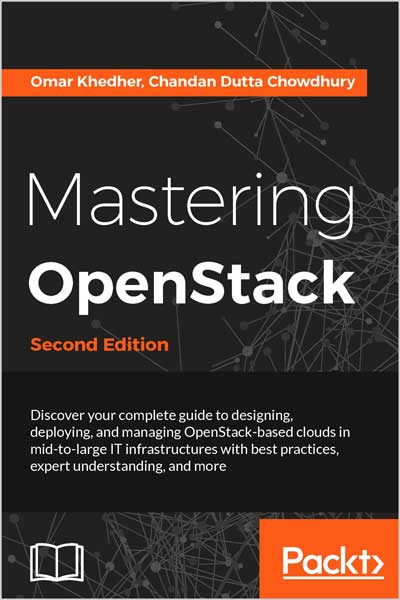 Omar Khedher, Chandan Dutta Chowdhury
Mastering
OpenStack
Second Edition
Discover your complete guide to designing,
deploying, and managing OpenStack-based clouds in
mid-to-large IT infrastructures with best practices,
expert understanding, and more
Packt>